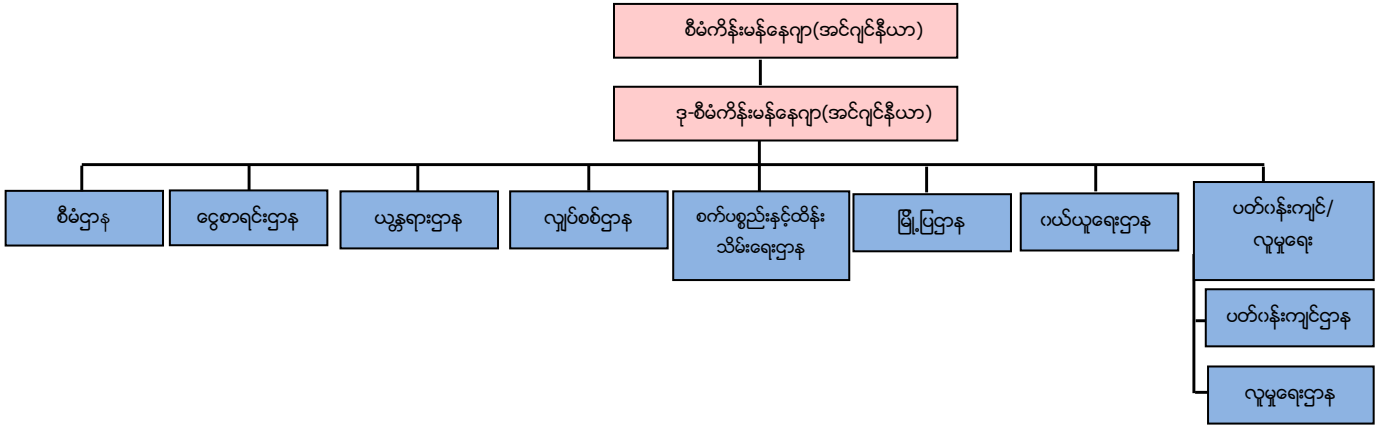 စီမံကိန်းမန်နေဂျာ(အင်ဂျင်နီယာ)
ဒု-စီမံကိန်းမန်နေဂျာ(အင်ဂျင်နီယာ)
စီမံဌာန
ငွေစာရင်းဌာန
ယန္တရားဌာန
လျှပ်စစ်ဌာန
စက်ပစ္စည်းနှင့်ထိန်း
သိမ်းရေးဌာန
မြို့ပြဌာန
ဝယ်ယူရေးဌာန
ပတ်ဝန်းကျင်/
လူမှုရေး
ပတ်ဝန်းကျင်ဌာန
လူမှုရေးဌာန